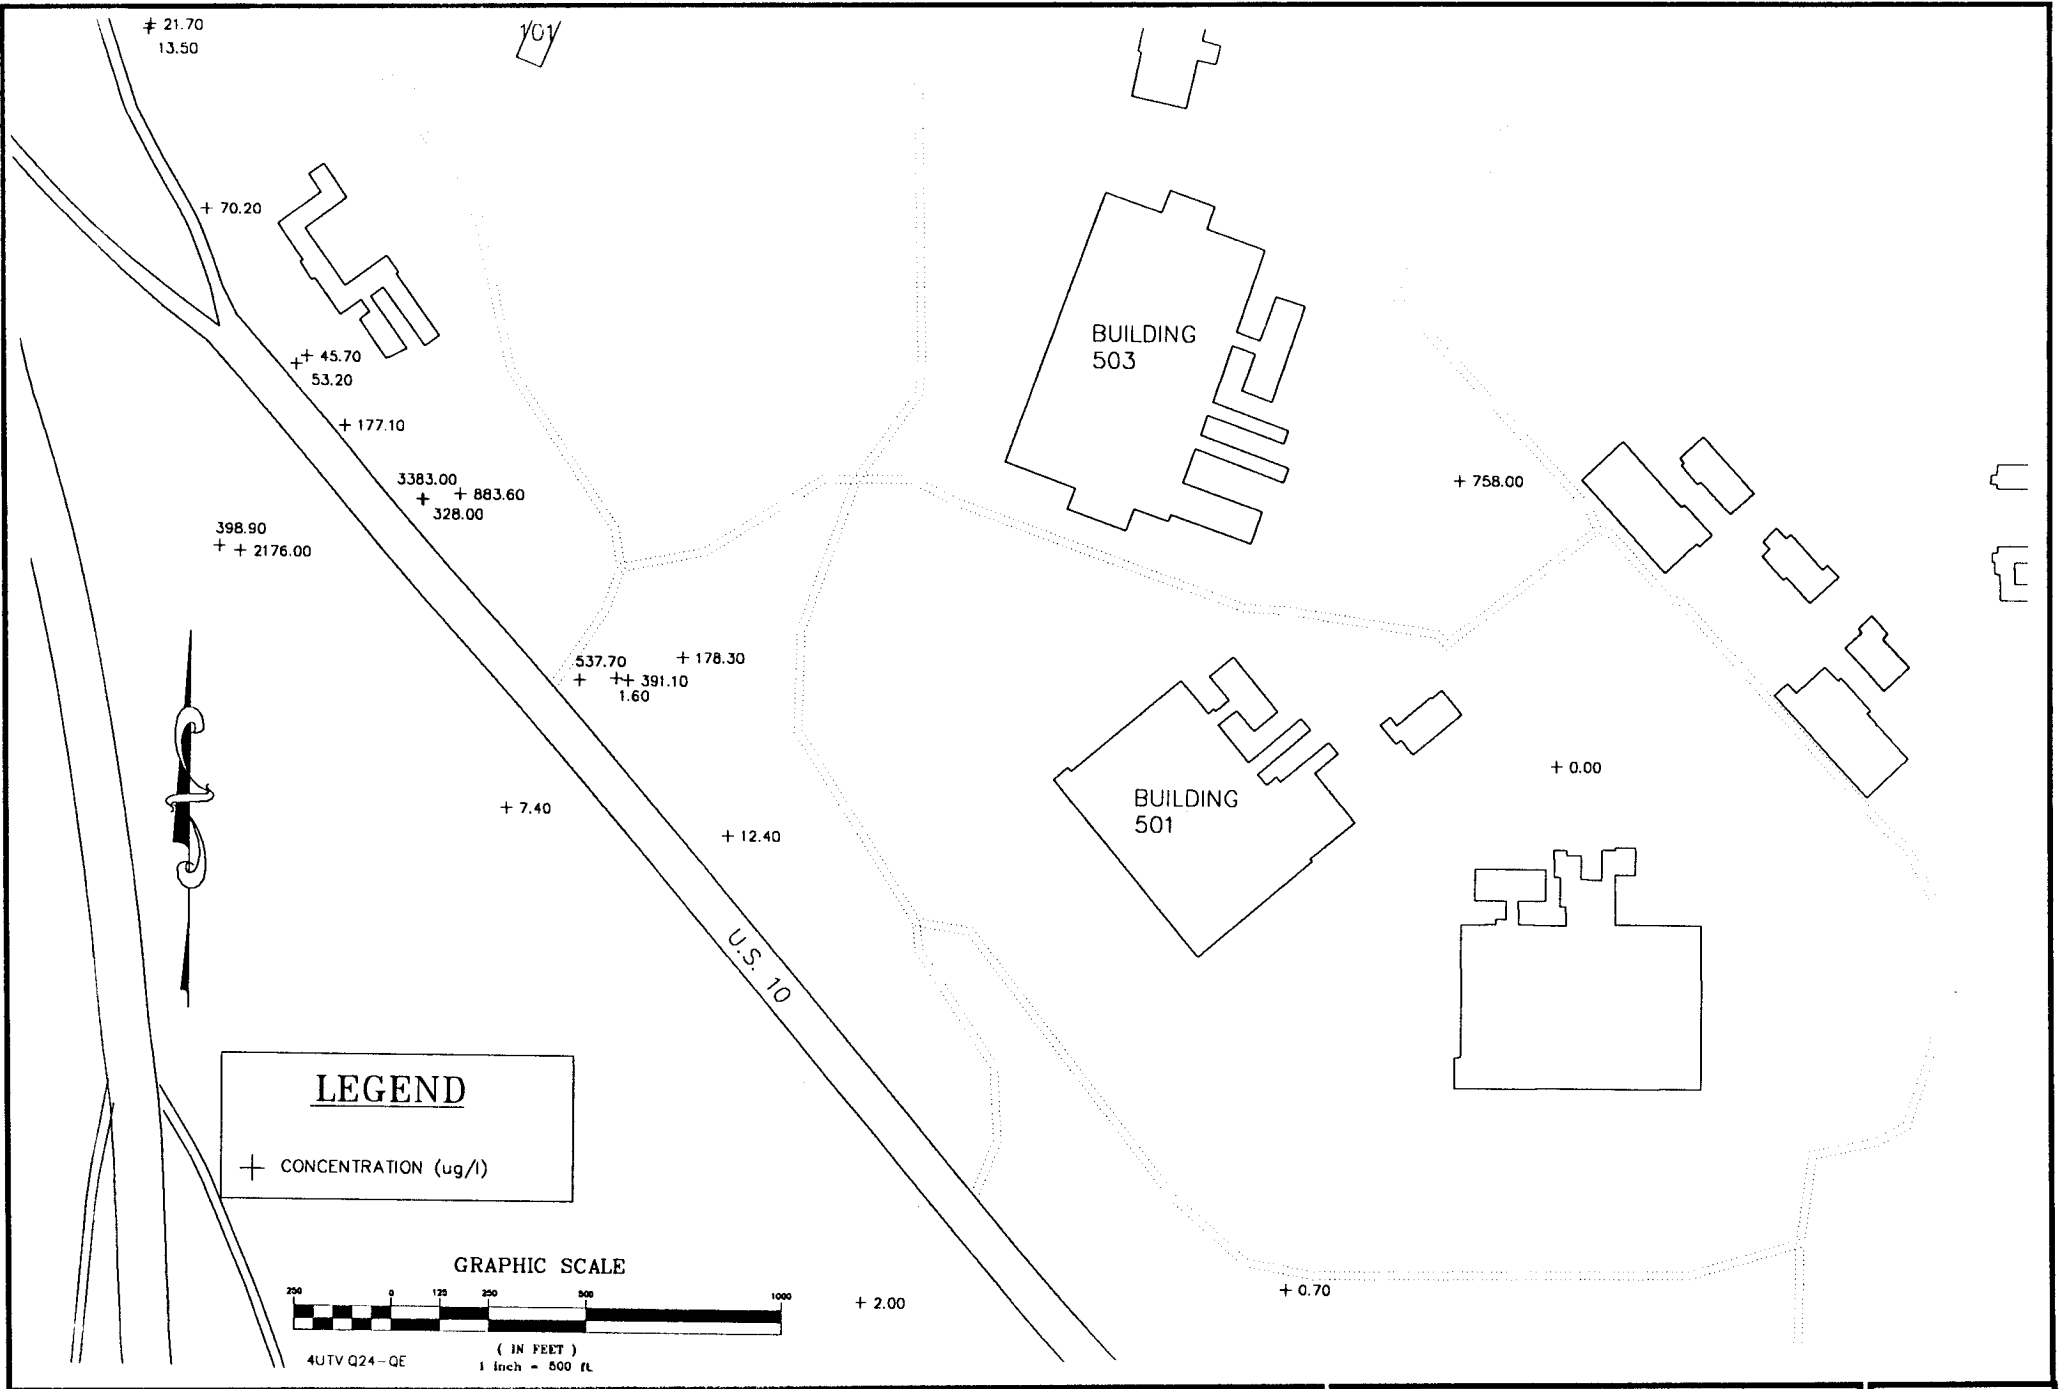 21.70
13.50
101
70.20
45.70
53.20
177.10
3383.00
883.60
328.00
398.90
2176.00
BUILDING
503
758.00
537.70
178.30
391.10
1.60
7.40
12.40
BUILDING
501
0.00
U.S. 10
LEGEND
CONCENTRATION (ug/l)
GRAPHIC SCALE
250 0 125 250 500 1000
( IN FEET )
1 inch = 500 ft.
4UTV Q24-QE
2.00
0.70